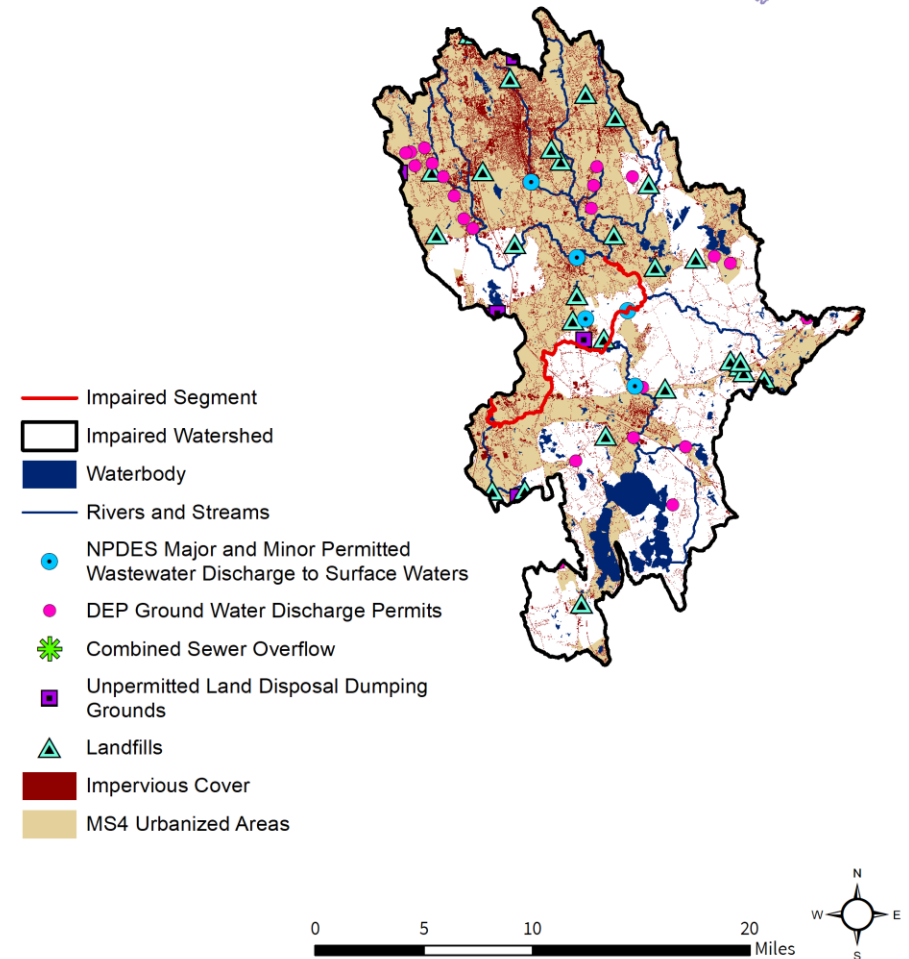 Impaired Segment
Impaired Watershed
Waterbody
Rivers and Streams
NPDES Major and Minor Permitted
Wastewater Discharge to Surface Waters
DEP Ground Water Discharge Permits
Combined Sewer Overflow
Unpermitted Land Disposal Dumping
Grounds
Landfills
Impervious Cover
MS4 Urbanized Areas
0 5 10 20
Miles
N
W E
S